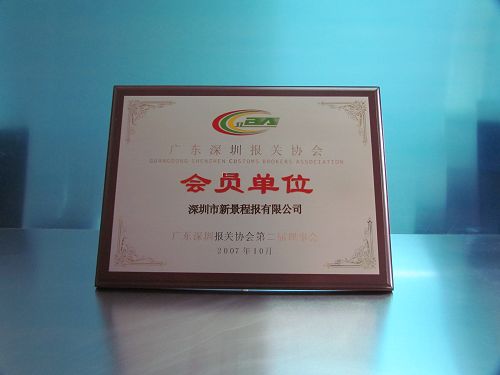 广东深圳报关协会
GUANGDONG SHENZHEN CUSTOMS BROKERS ASSOCIATION
会员单位
深圳市新景程报有限公司
广东深圳报关协会第二届理事会
2007年10月